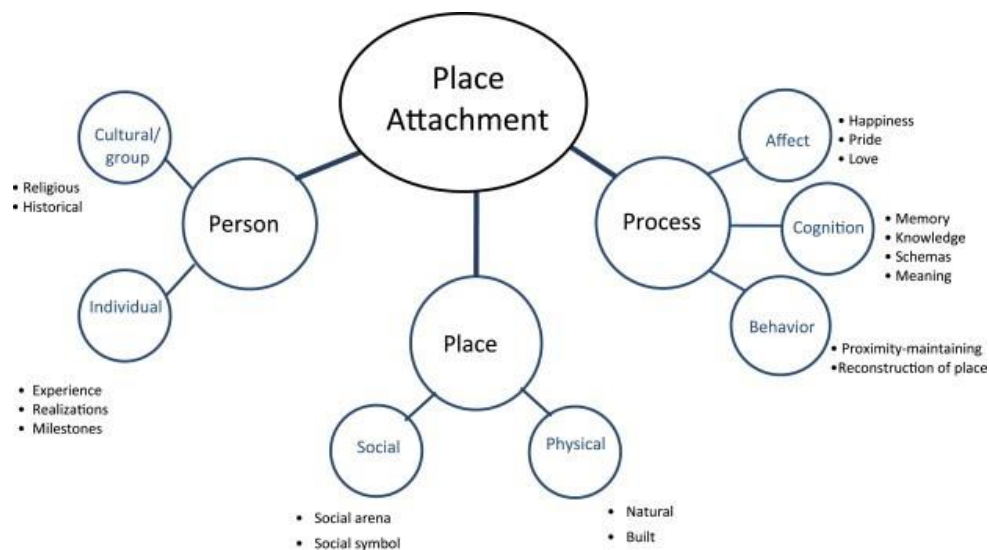 Place
Attachment
Cultural/
group
• Religious
• Historical
Person
Individual
• Experience
• Realizations
• Milestones
Place
Social
• Social arena
• Social symbol
Physical
• Natural
• Built
Process
Affect
• Happiness
• Pride
• Love
Cognition
• Memory
• Knowledge
• Schemas
• Meaning
Behavior
• Proximity-maintaining
•Reconstruction of place